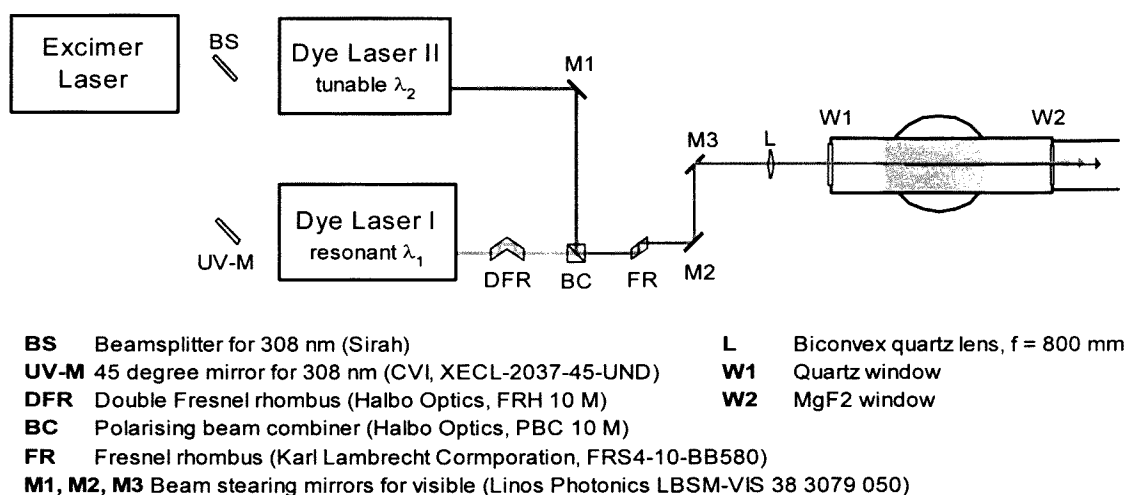 Excimer
Laser
BS
Dye Laser II
tunable λ2
M1
UV-M
Dye Laser I
resonant λ1
DFR
BC
FR
M2
M3
L
W1
W2
BS Beamsplitter for 308 nm (Sirah)
UV-M 45 degree mirror for 308 nm (CVI, XECL-2037-45-UND)
DFR Double Fresnel rhombus (Halbo Optics, FRH 10 M)
BC Polarising beam combiner (Halbo Optics, PBC 10 M)
FR Fresnel rhombus (Karl Lambrecht Cormporation, FRS4-10-BB580)
M1, M2, M3 Beam stearing mirrors for visible (Linos Photonics LBSM-VIS 38 3079 050)
L Biconvex quartz lens, f = 800 mm
W1 Quartz window
W2 MgF2 window